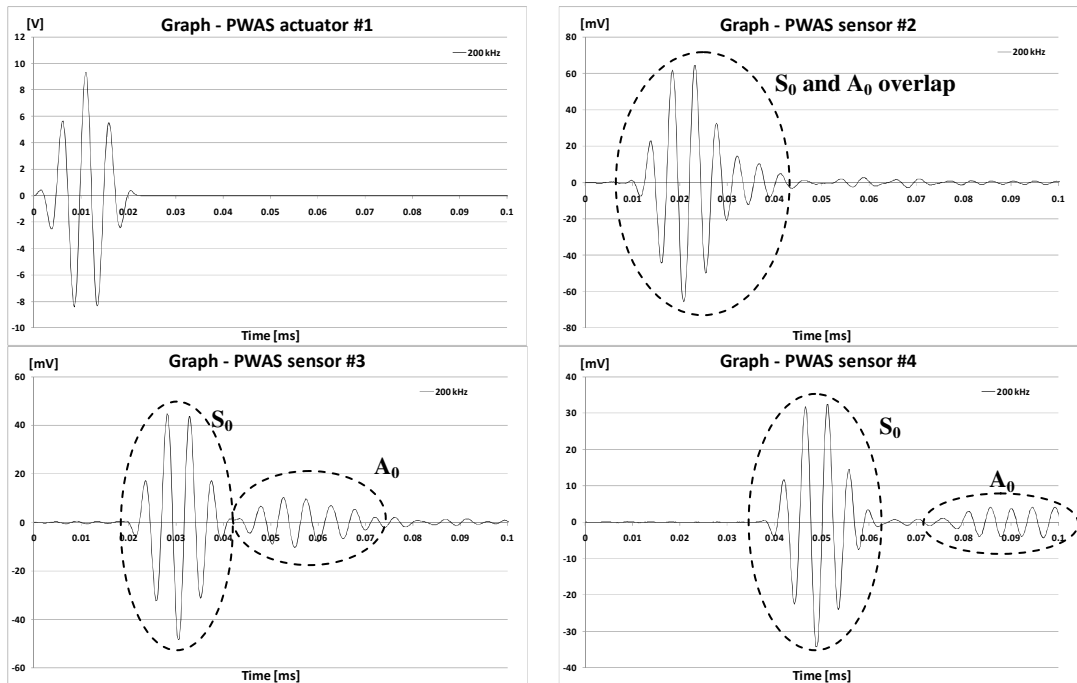 [V]
Graph - PWAS actuator #1
12
10
8
6
4
2
0
-2
-4
-6
-8
-10
0 0.01 0.02 0.03 0.04 0.05 0.06 0.07 0.08 0.09 0.1
200 kHz
Time [ms]
[mV]
Graph - PWAS sensor #2
80
60
40
20
0
-20
-40
-60
-80
0 0.01 0.02 0.03 0.04 0.05 0.06 0.07 0.08 0.09 0.1
200 kHz
S₀ and A₀ overlap
Time [ms]
[mV]
Graph - PWAS sensor #3
60
40
20
0
-20
-40
-60
0 0.01 0.02 0.03 0.04 0.05 0.06 0.07 0.08 0.09 0.1
200 kHz
S₀
A₀
Time [ms]
[mV]
Graph - PWAS sensor #4
40
30
20
10
0
-10
-20
-30
-40
0 0.01 0.02 0.03 0.04 0.05 0.06 0.07 0.08 0.09 0.1
200 kHz
S₀
A₀
Time [ms]